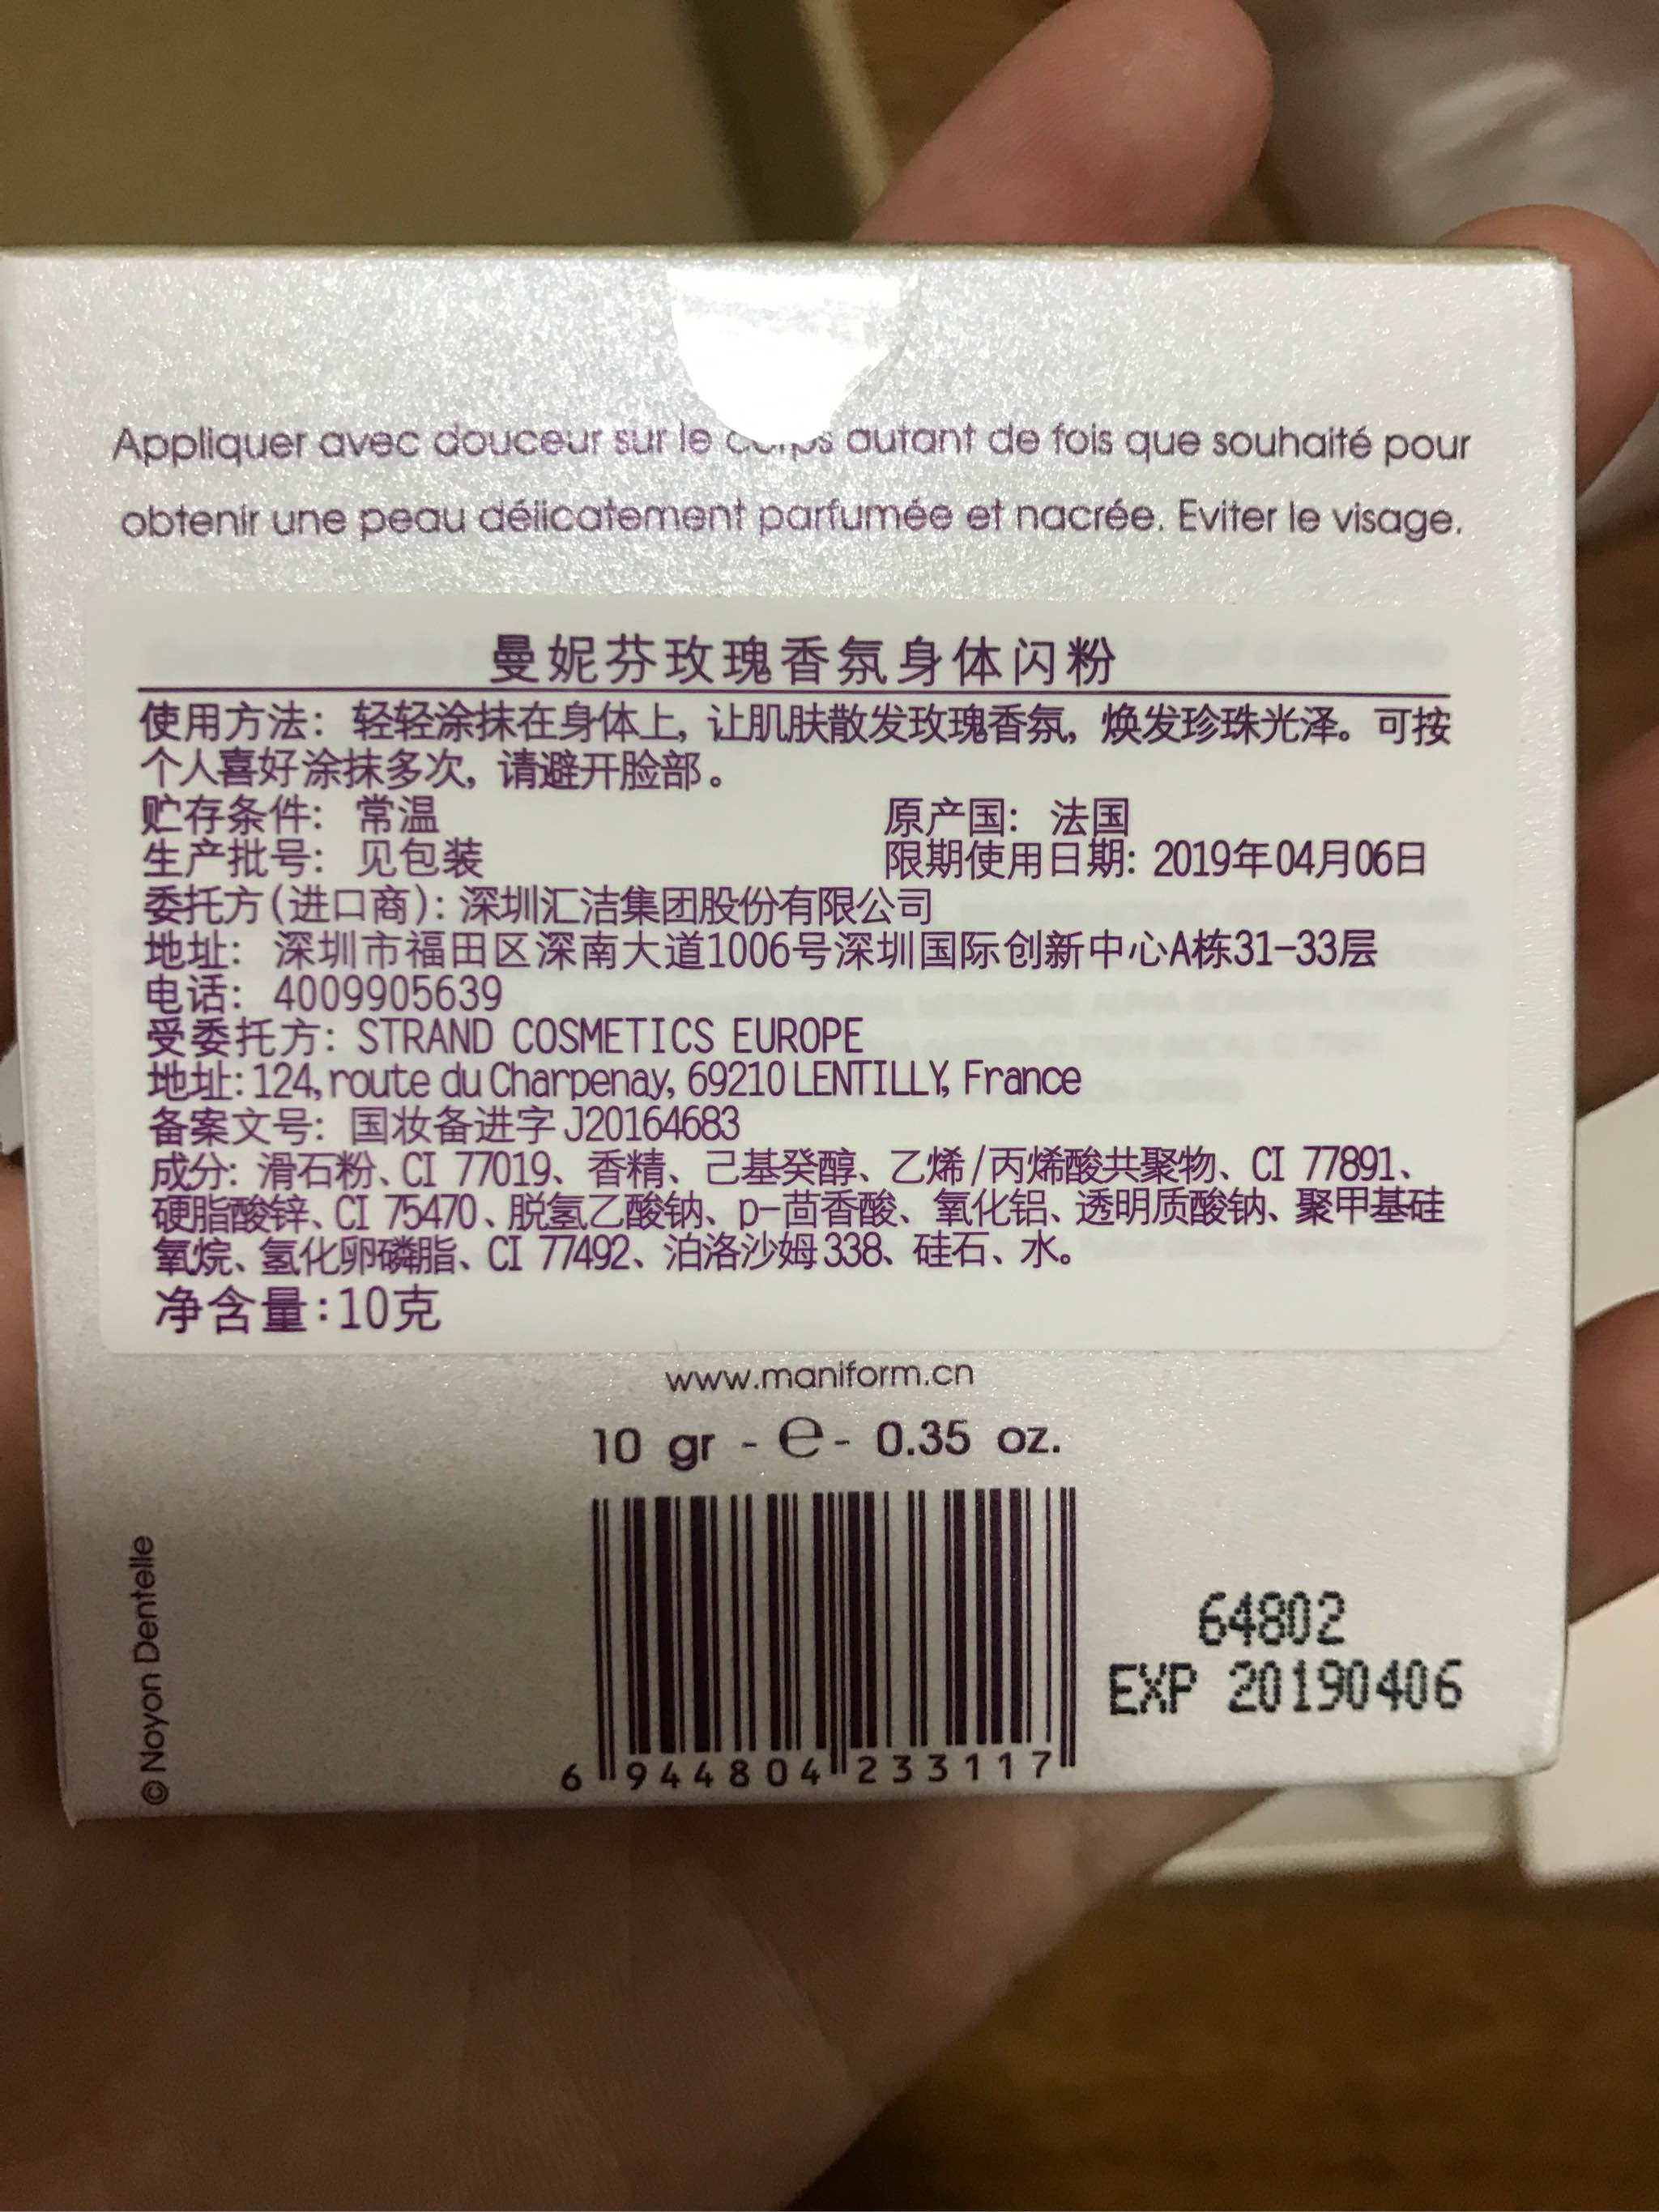 Appliquer avec douceur sur le corps autant de fois que souhaité pour
obtenir une peau délicatement parfumée et nacrée. Eviter le visage.
曼妮芬玫瑰香氛身体闪粉
使用方法：轻轻涂抹在身体上，让肌肤散发玫瑰香氛，焕发珍珠光泽。可按
个人喜好涂抹多次，请避开脸部。
贮存条件：常温 原产国：法国
生产批号：见包装 限期使用日期：2019年04月06日
委托方(进口商)：深圳汇洁集团股份有限公司
地址：深圳市福田区深南大道1006号深圳国际创新中心A栋31-33层
电话：4009905639
受委托方：STRAND COSMETICS EUROPE
地址：124, route du Charpenay, 69210 LENTILLY, France
备案文号：国妆备进字 J20164683
成分：滑石粉、CI 77019、香精、己基癸醇、乙烯/丙烯酸共聚物、CI 77891、
硬脂酸锌、CI 75470、脱氢乙酸钠、p-茴香酸、氧化铝、透明质酸钠、聚甲基硅
氧烷、氢化卵磷脂、CI 77492、泊洛沙姆338、硅石、水。
净含量：10克
www.maniform.cn
10 gr - e - 0.35 oz.
© Noyon Dentelle
6 944804 233117
64802
EXP 20190406